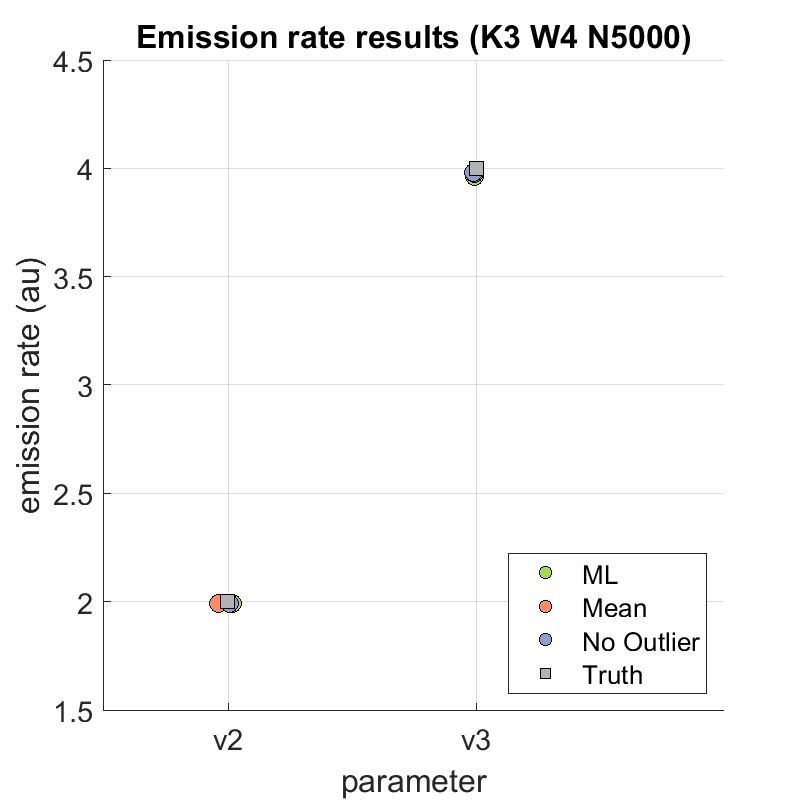 Emission rate results (K3 W4 N5000)
4.5
4
3.5
3
2.5
2
1.5
emission rate (au)
v2
v3
parameter
ML
Mean
No Outlier
Truth